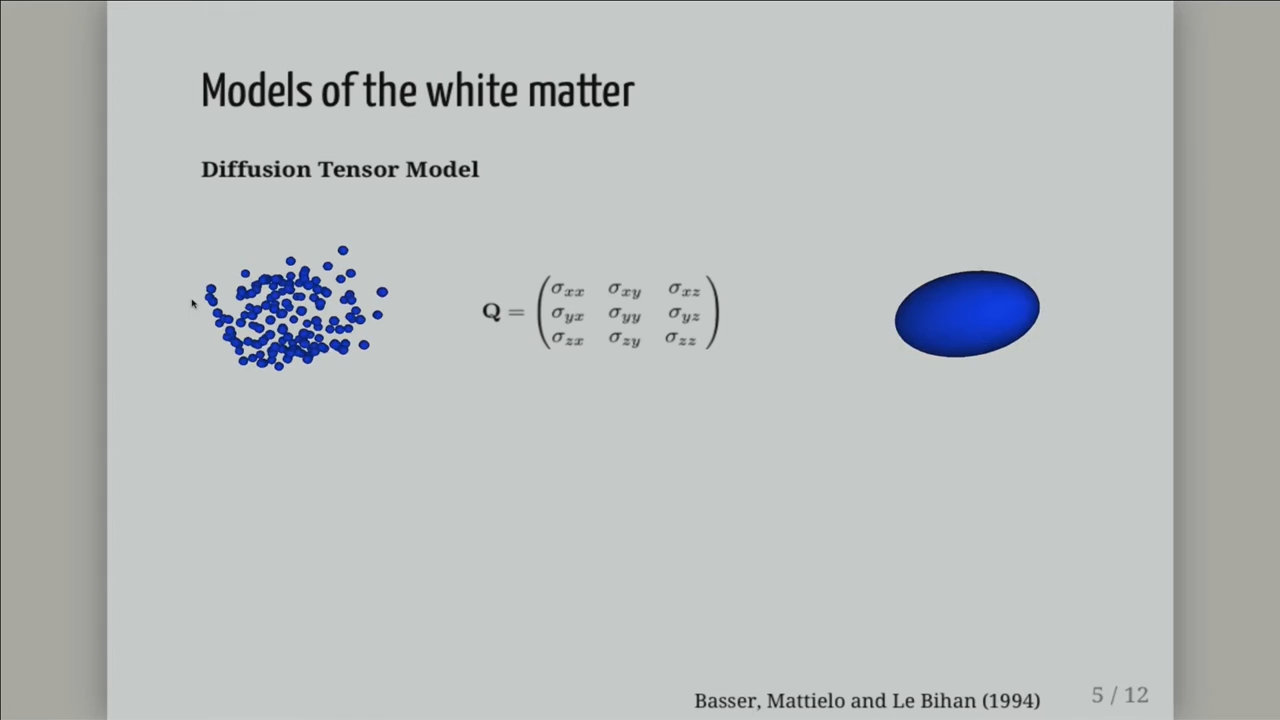 Models of the white matter
Diffusion Tensor Model
Q = ( σxx σxy σxz
σyx σyy σyz
σzx σzy σzz )
Basser, Mattielo and Le Bihan (1994)
5 / 12